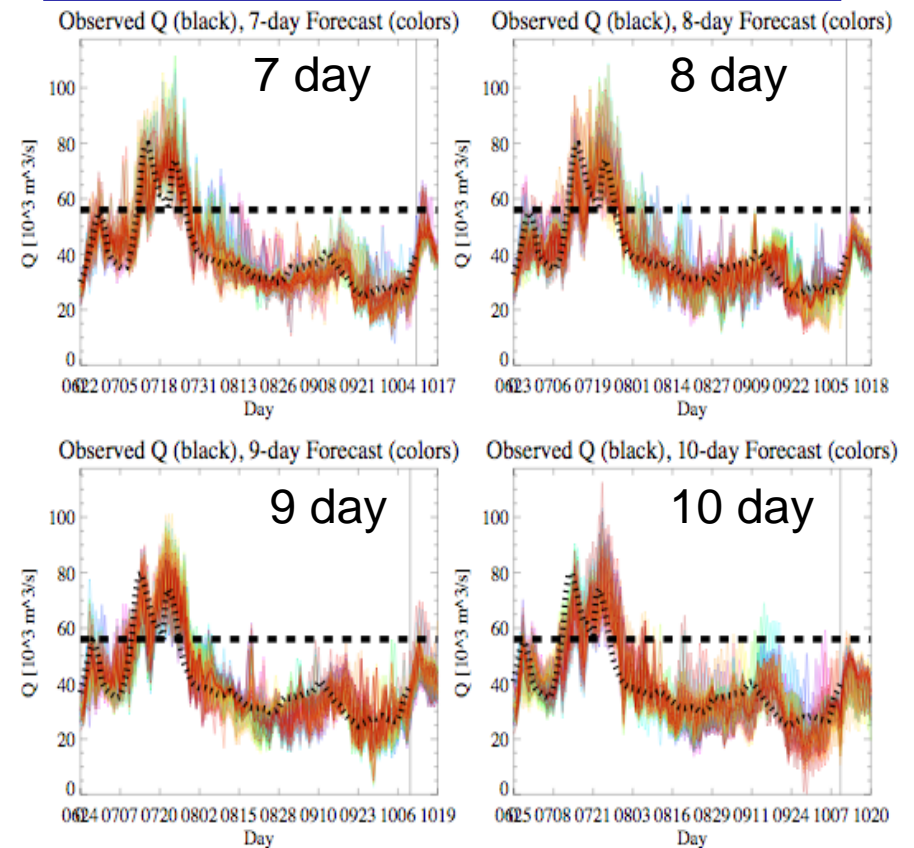 Observed Q (black), 7-day Forecast (colors)
7 day
Q [10^3 m^3/s]
100
80
60
40
20
0
0622 0705 0718 0731 0813 0826 0908 0921 1004 1017
Day
Observed Q (black), 8-day Forecast (colors)
8 day
Q [10^3 m^3/s]
100
80
60
40
20
0
0623 0706 0719 0801 0814 0827 0909 0922 1005 1018
Day
Observed Q (black), 9-day Forecast (colors)
9 day
Q [10^3 m^3/s]
100
80
60
40
20
0
0624 0707 0720 0802 0815 0828 0910 0923 1006 1019
Day
Observed Q (black), 10-day Forecast (colors)
10 day
Q [10^3 m^3/s]
100
80
60
40
20
0
0625 0708 0721 0803 0816 0829 0911 0924 1007 1020
Day